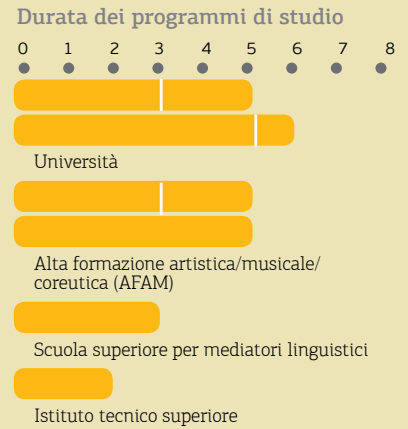 Durata dei programmi di studio
0 1 2 3 4 5 6 7 8
Università
Alta formazione artistica/musicale/
coreutica (AFAM)
Scuola superiore per mediatori linguistici
Istituto tecnico superiore